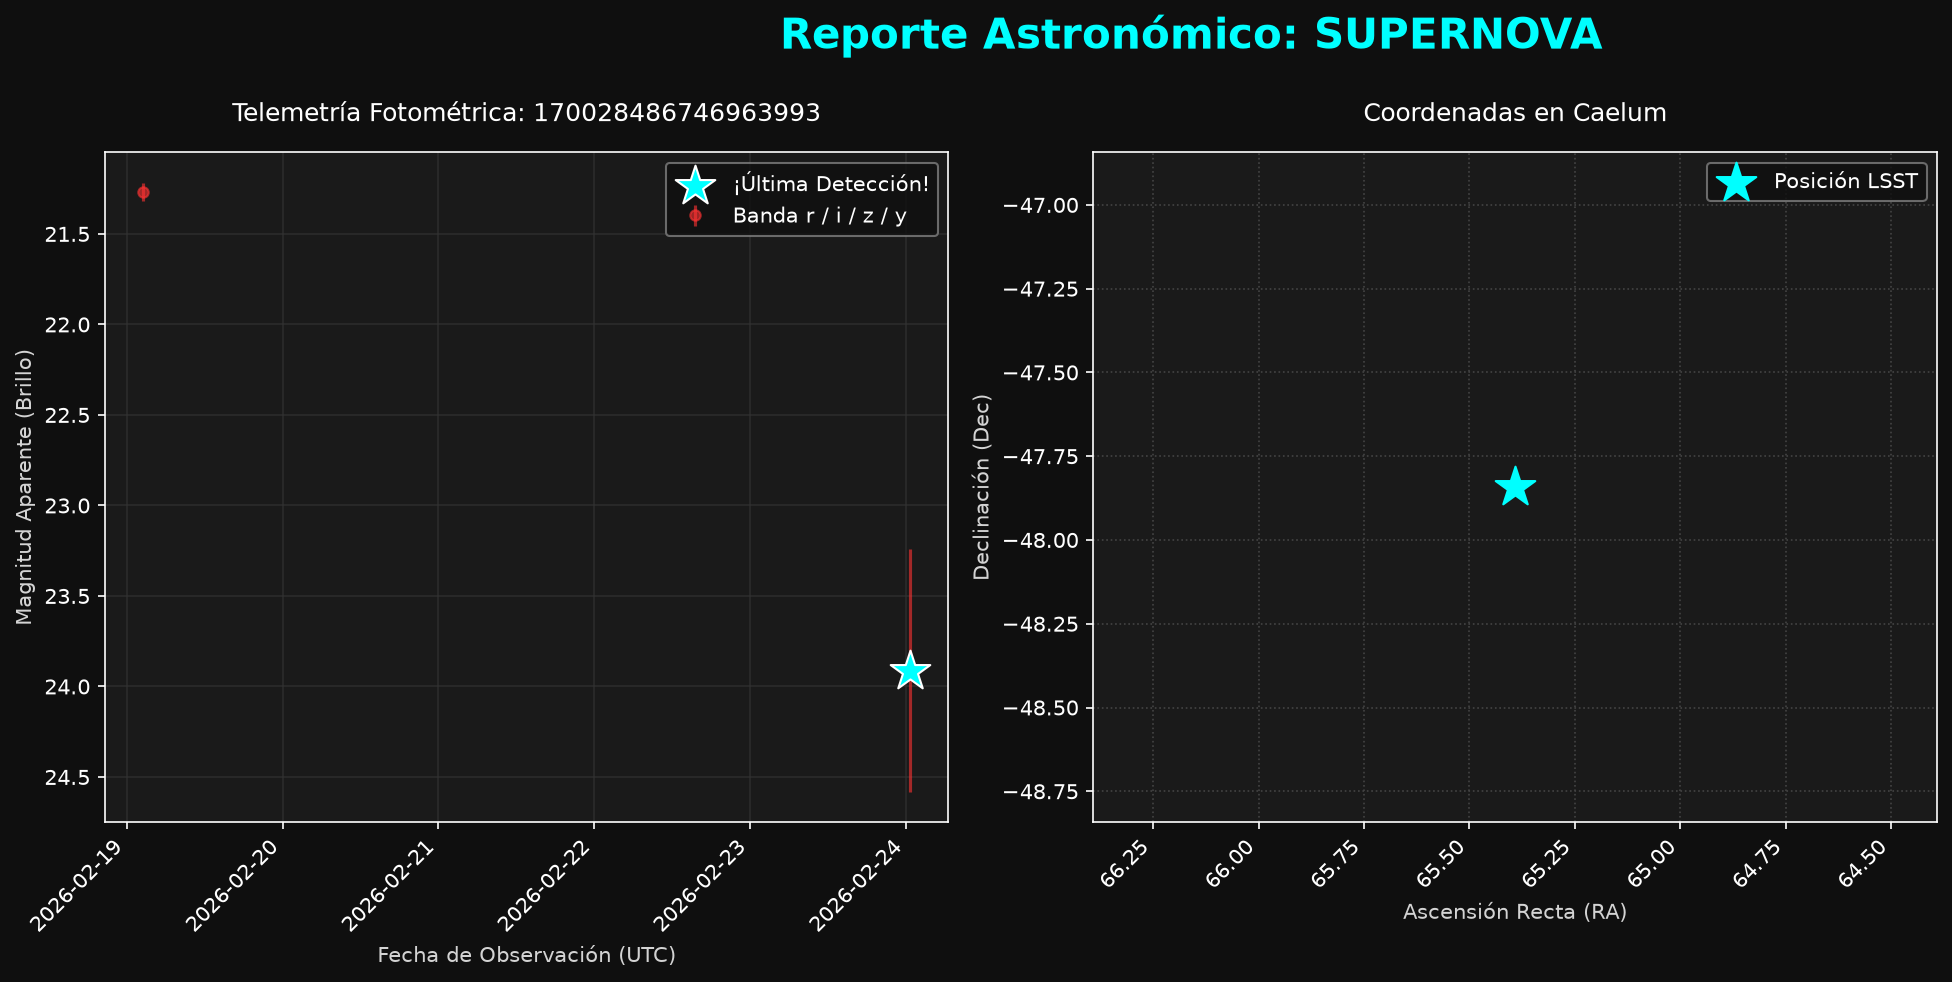 Reporte Astronómico: SUPERNOVA
Telemetría Fotométrica: 170028486746963993
¡Última Detección!
Banda r / i / z / y
Magnitud Aparente (Brillo)
21.5
22.0
22.5
23.0
23.5
24.0
24.5
2026-02-19
2026-02-20
2026-02-21
2026-02-22
2026-02-23
2026-02-24
Fecha de Observación (UTC)
Coordenadas en Caelum
Posición LSST
Declinación (Dec)
−47.00
−47.25
−47.50
−47.75
−48.00
−48.25
−48.50
−48.75
66.25
66.00
65.75
65.50
65.25
65.00
64.75
64.50
Ascensión Recta (RA)